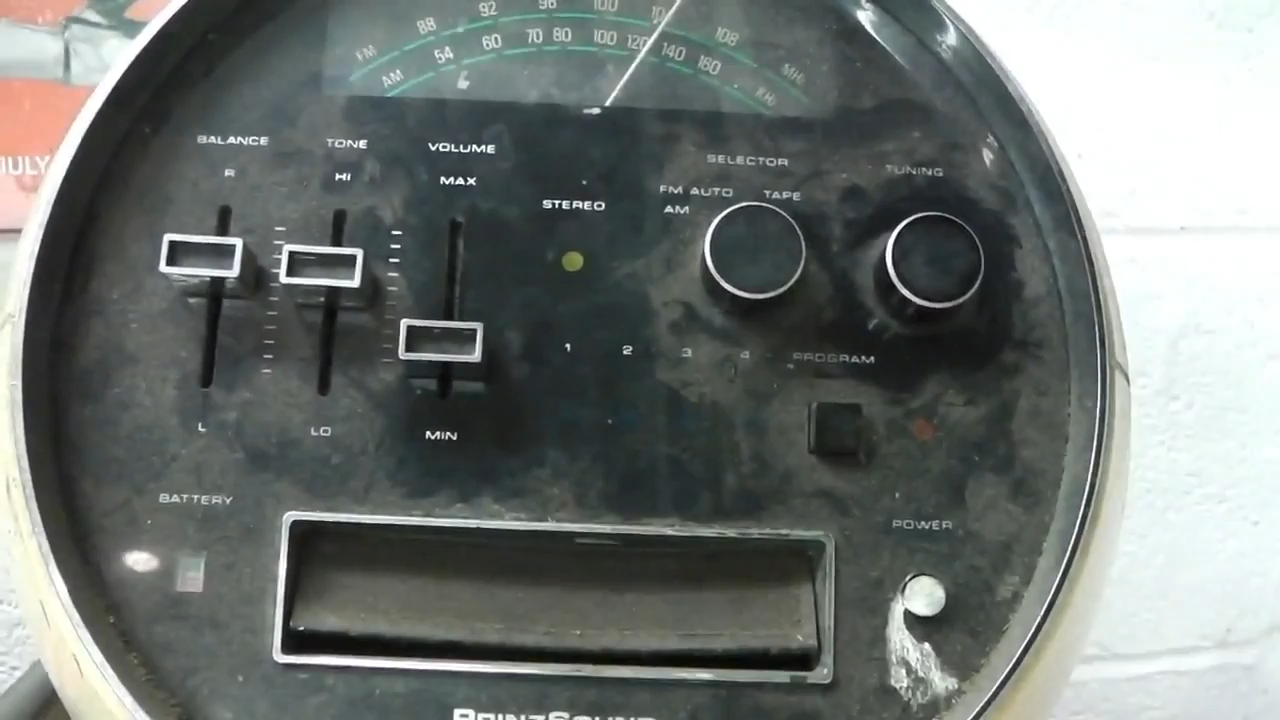 88 92 96 100 108
FM MHz
54 60 70 80 100 120 140 160
AM KHz
JULY
BALANCE TONE VOLUME
R HI MAX
STEREO
SELECTOR
FM AUTO TAPE
AM
TUNING
1 2 3 4 PROGRAM
L LO MIN
BATTERY
POWER
PRINZSOUND